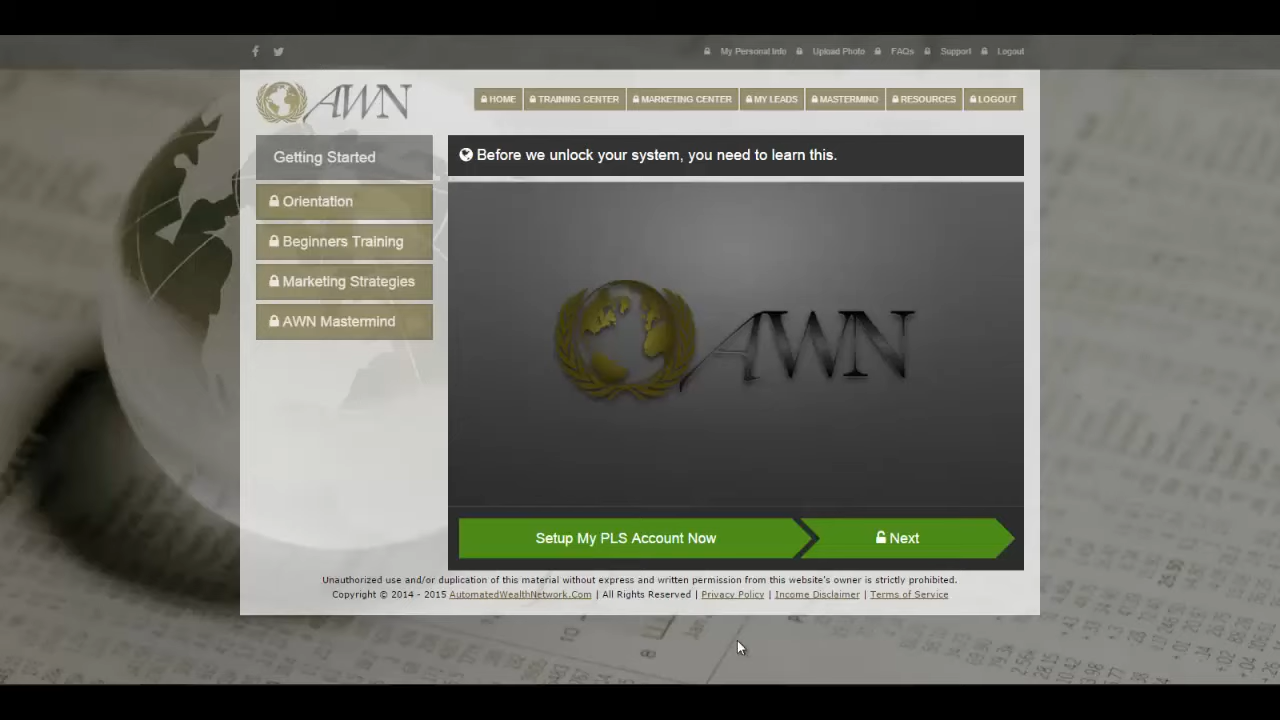 My Personal Info Upload Photo FAQs Support Logout
AWN
HOME TRAINING CENTER MARKETING CENTER MY LEADS MASTERMIND RESOURCES LOGOUT
Getting Started
Orientation
Beginners Training
Marketing Strategies
AWN Mastermind
Before we unlock your system, you need to learn this.
AWN
Setup My PLS Account Now
Next
Unauthorized use and/or duplication of this material without express and written permission from this website's owner is strictly prohibited.
Copyright © 2014 - 2015 AutomatedWealthNetwork.Com | All Rights Reserved | Privacy Policy | Income Disclaimer | Terms of Service